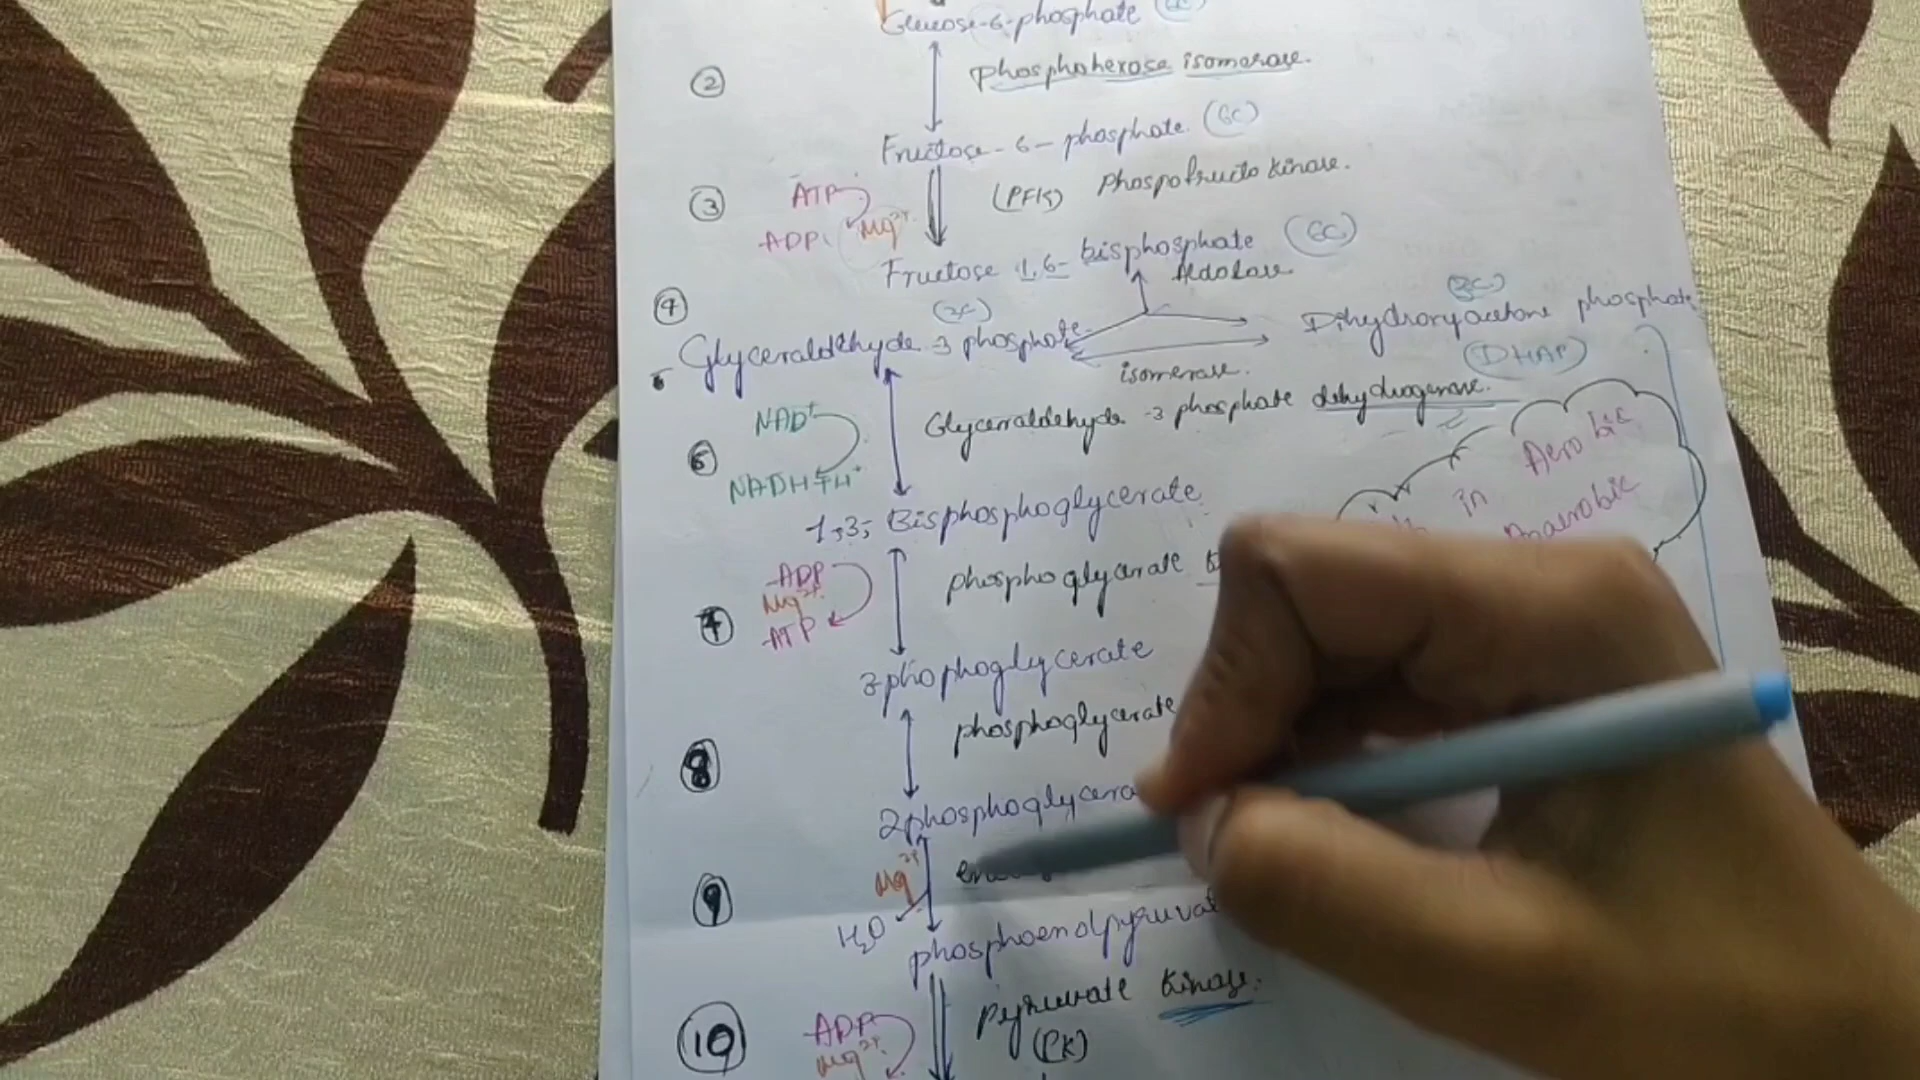 Glucose-6-phosphate (6C)
② phosphohexose isomerase.
Fructose-6-phosphate. (6C)
③ ATP (PFK) Phospofructo kinase.
ADP Mg²⁺
Fructose 1,6-bisphosphate (6C)
Aldolase
④ (3C) (3C)
Glyceraldehyde 3 phosphate. Dihydroxyacetone phosphate
isomerase. (DHAP)
NAD⁺ Glyceraldehyde -3 phosphate dehydrogenase.
⑥ NADH+H⁺
1,3, Bisphosphoglycerate
in Aerobic
Anaerobic
ADP phosphoglycerate
Mg²⁺
⑦ ATP
3phophoglycerate
⑧ phosphoglycerate
2phosphoglycera
⑨ Mg²⁺
H₂O
phosphoenolpyruvat
⑩ ADP pyruvate kinase.
Mg²⁺ (PK)